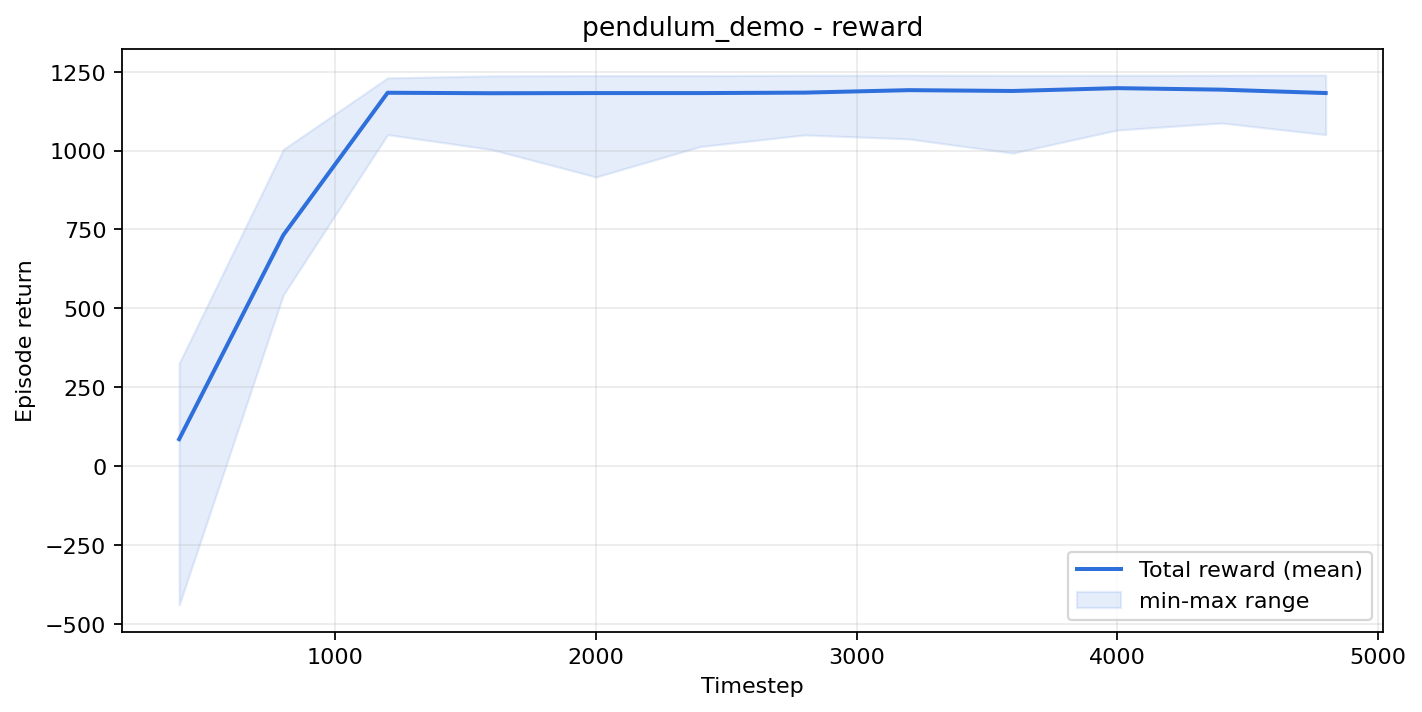 pendulum_demo - reward
Episode return
1250
1000
750
500
250
0
−250
−500
Total reward (mean)
min-max range
1000
2000
3000
4000
5000
Timestep